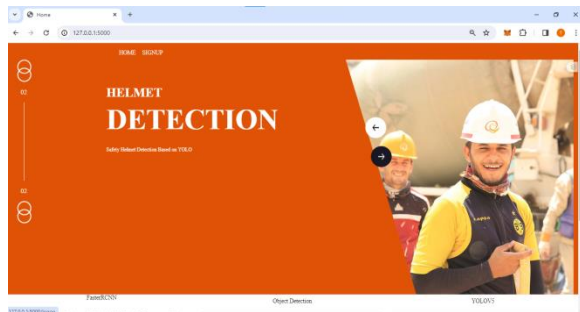 Home
127.0.0.1:5000
HOME SIGNUP
02
HELMET
DETECTION
Safety Helmet Detection Based on YOLO
02
FasterRCNN
Object Detection
YOLOV5